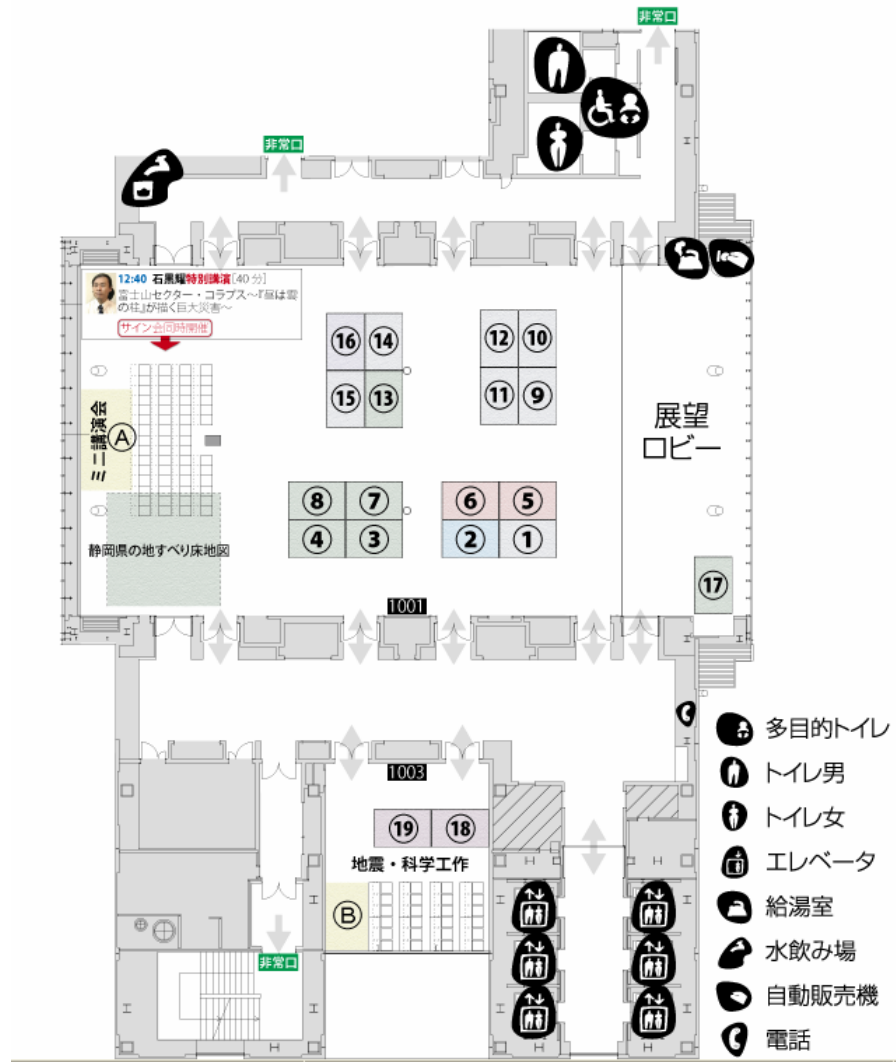 非常口
非常口
12:40 石黒耀特別講演[40分]
富士山セクター・コラプス～『昼は雲
の柱』が描く巨大災害～
サイン会同時開催
16 14
15 13
12 10
11 9
展望
ロビー
ミニ講演会
A
8 7
4 3
6 5
2 1
静岡県の地すべり床地図
17
1001
1003
19 18
地震・科学工作
B
非常口
多目的トイレ
トイレ男
トイレ女
エレベータ
給湯室
水飲み場
自動販売機
電話